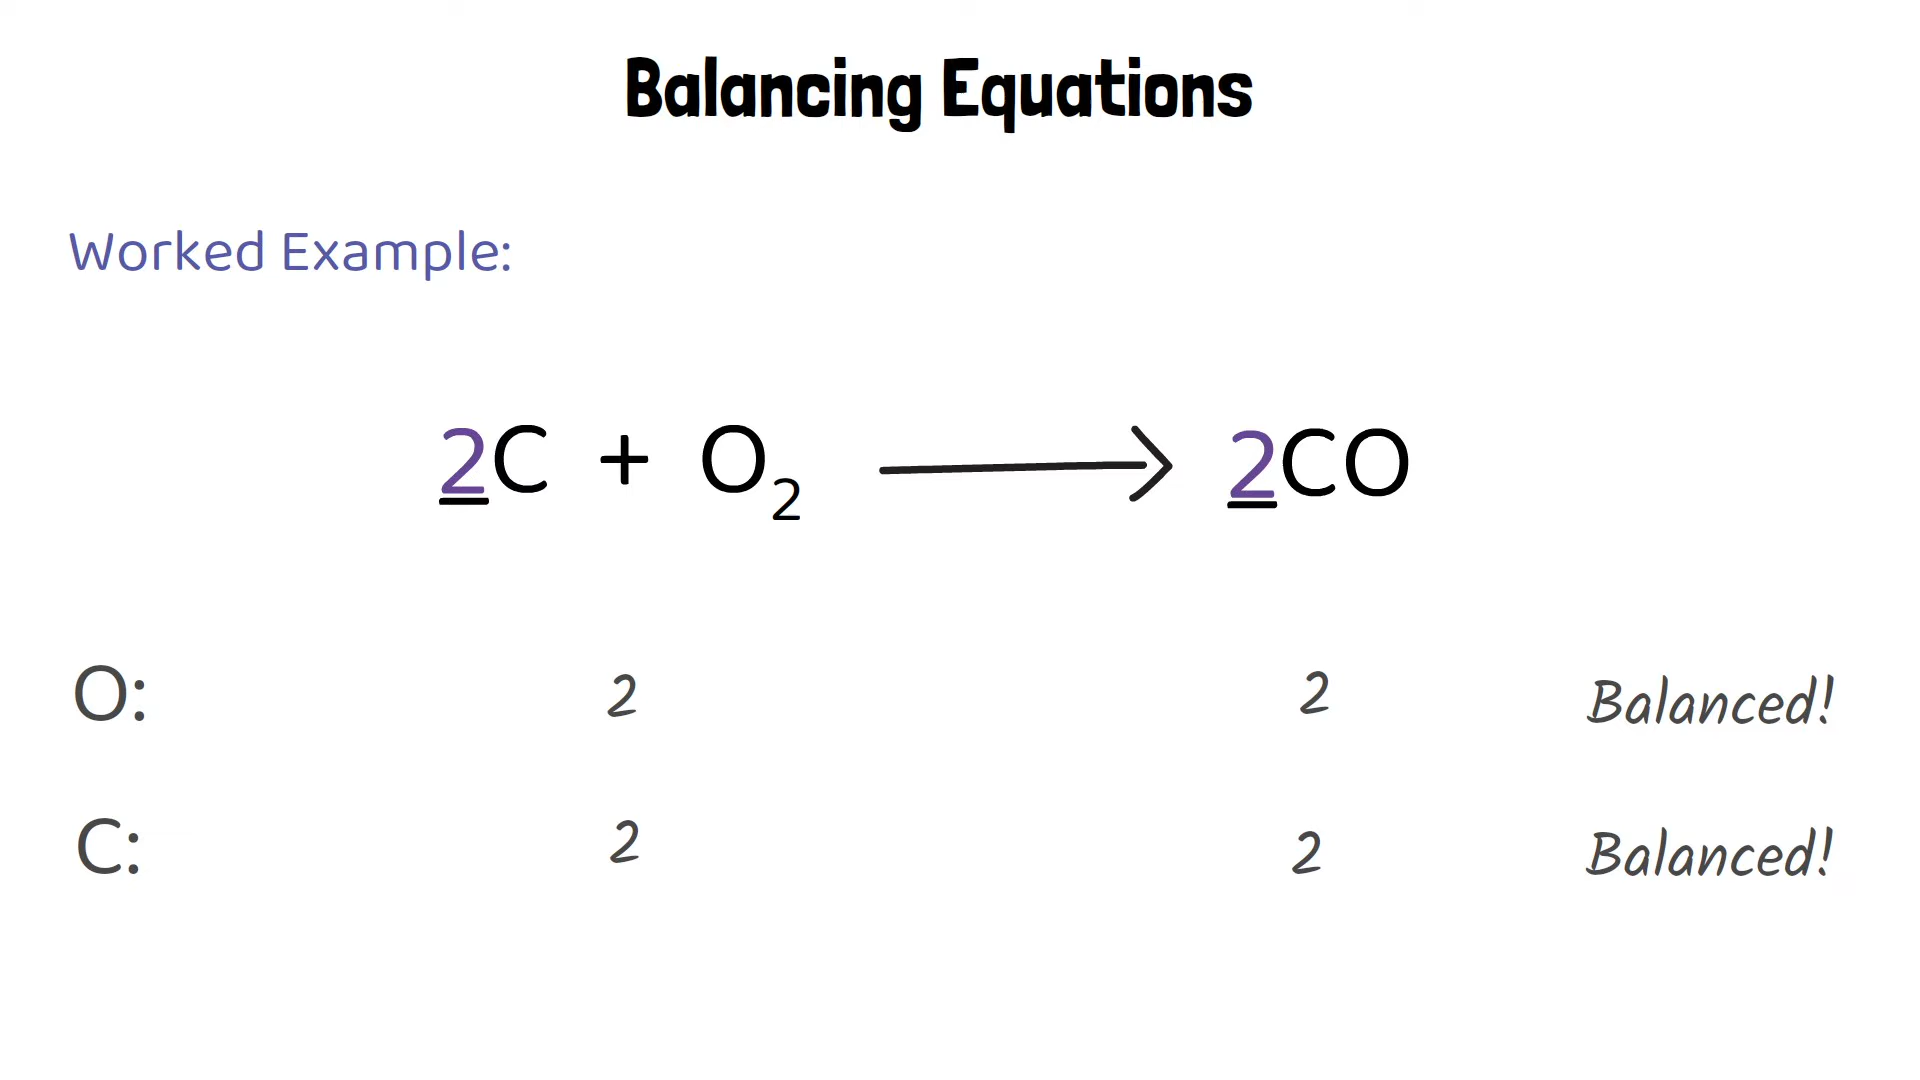 Balancing Equations
Worked Example:
2C + O₂ → 2CO
O: 2 2 Balanced!
C: 2 2 Balanced!